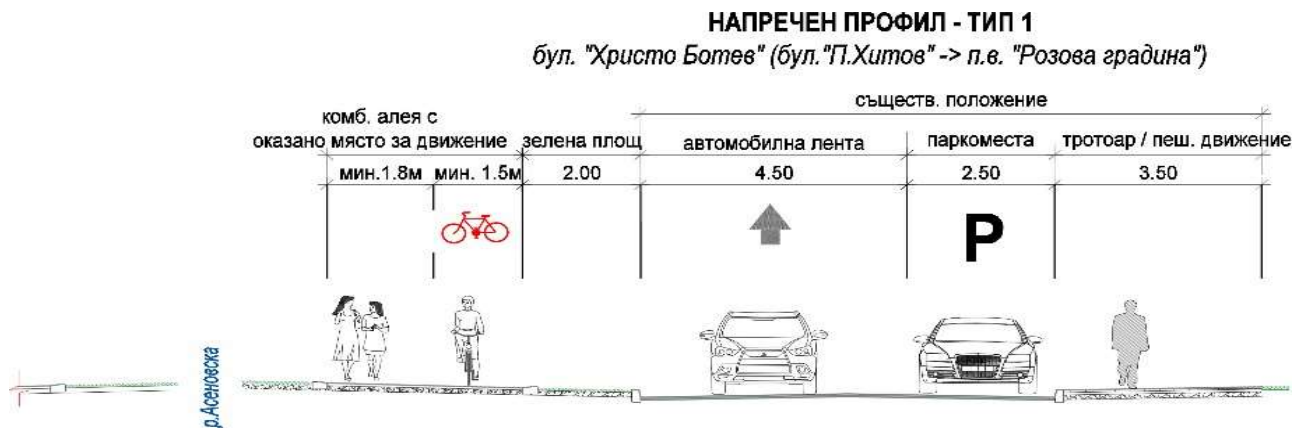 НАПРЕЧЕН ПРОФИЛ - ТИП 1
бул. "Христо Ботев" (бул."П.Хитов" -> п.в. "Розова градина")
съществ. положение
комб. алея с
оказано място за движение зелена площ автомобилна лента паркоместа тротоар / пеш. движение
мин.1.8м мин. 1.5м 2.00 4.50 2.50 3.50
P
р.Асеновска